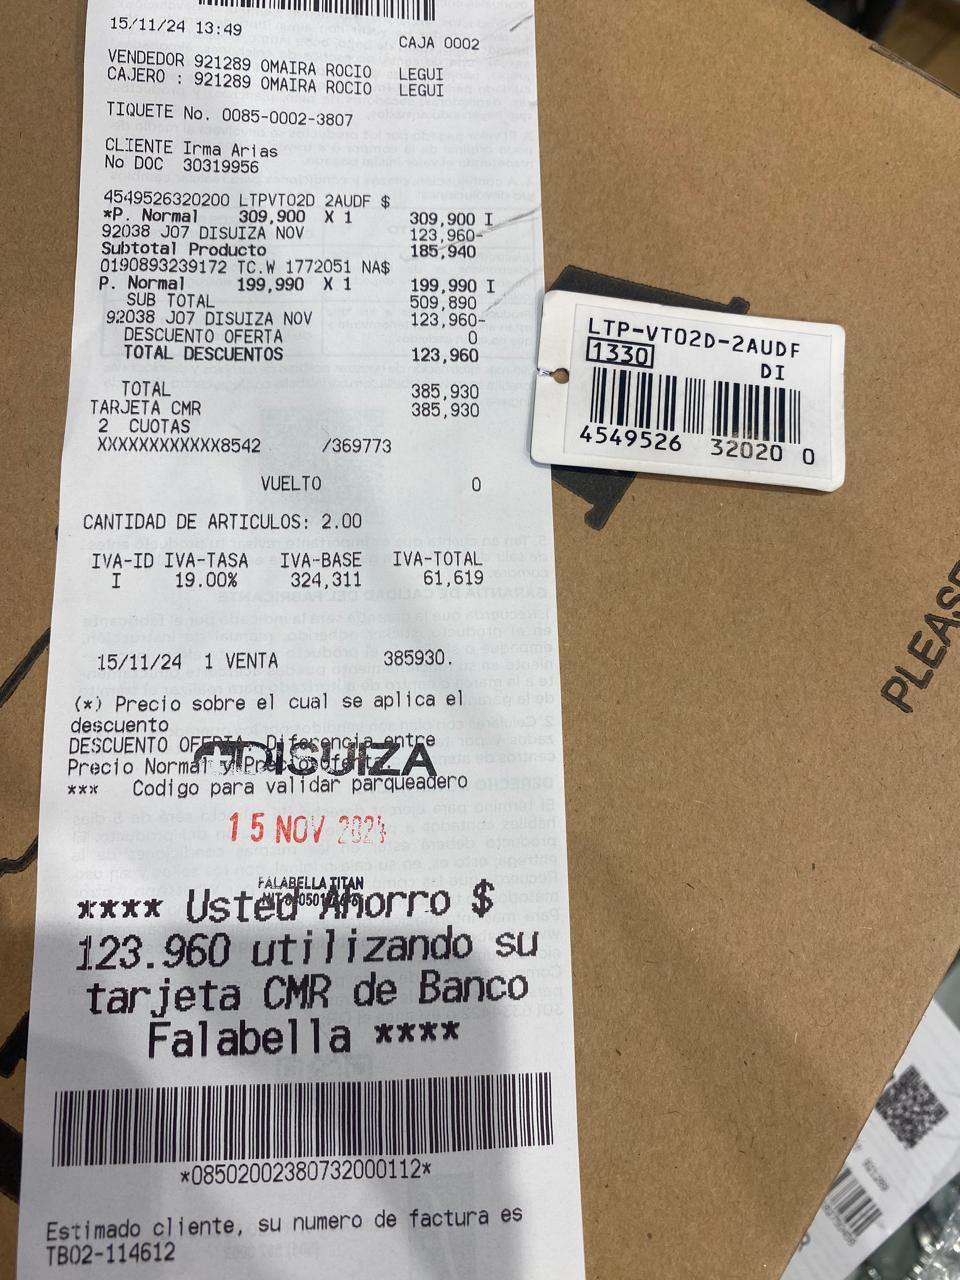 15/11/24 13:49
CAJA 0002
VENDEDOR 921289 OMAIRA ROCIO LEGUI
CAJERO : 921289 OMAIRA ROCIO LEGUI
TIQUETE No. 0085-0002-3807
CLIENTE Irma Arias
No DOC 30319956
4549526320200 LTPVT02D 2AUDF $
*P. Normal 309,900 X 1 309,900 I
92038 J07 DISUIZA NOV 123,960-
Subtotal Producto 185,940
0190893239172 TC.W 1772051 NA$
P. Normal 199,990 X 1 199,990 I
SUB TOTAL 509,890
92038 J07 DISUIZA NOV 123,960-
DESCUENTO OFERTA 0
TOTAL DESCUENTOS 123,960
TOTAL 385,930
TARJETA CMR 385,930
2 CUOTAS
XXXXXXXXXXXX8542 /369773
VUELTO 0
CANTIDAD DE ARTICULOS: 2.00
IVA-ID IVA-TASA IVA-BASE IVA-TOTAL
I 19.00% 324,311 61,619
15/11/24 1 VENTA 385930.
(*) Precio sobre el cual se aplica el
descuento
DESCUENTO OFERTA: Diferencia entre
Precio Normal y Precio Oferta.
DISUIZA
*** Codigo para validar parqueadero
15 NOV 2024
FALABELLA TITAN
**** Usted Ahorro $
123.960 utilizando su
tarjeta CMR de Banco
Falabella ****
*08502002380732000112*
Estimado cliente, su numero de factura es
TB02-114612
LTP-VT02D-2AUDF
1330
DI
4549526 32020 0
PLEASE